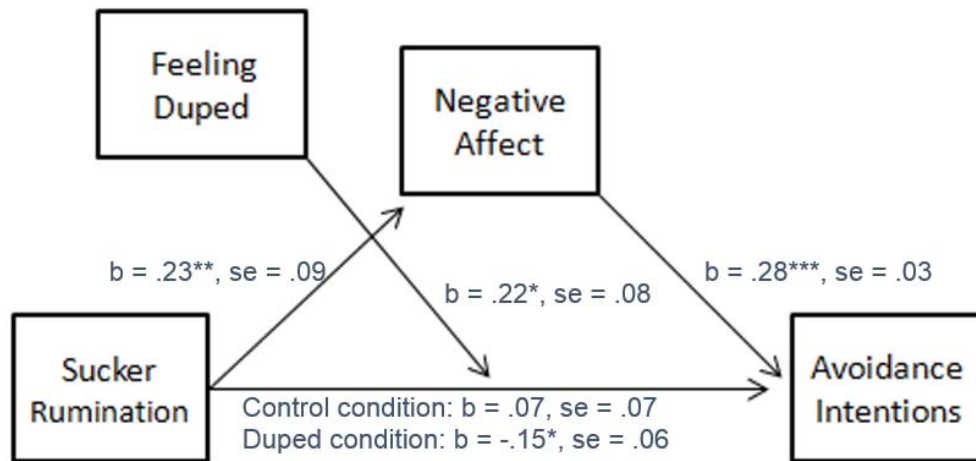 Feeling
Duped
Negative
Affect
b = .23**, se = .09
b = .22*, se = .08
b = .28***, se = .03
Sucker
Rumination
Control condition: b = .07, se = .07
Duped condition: b = -.15*, se = .06
Avoidance
Intentions